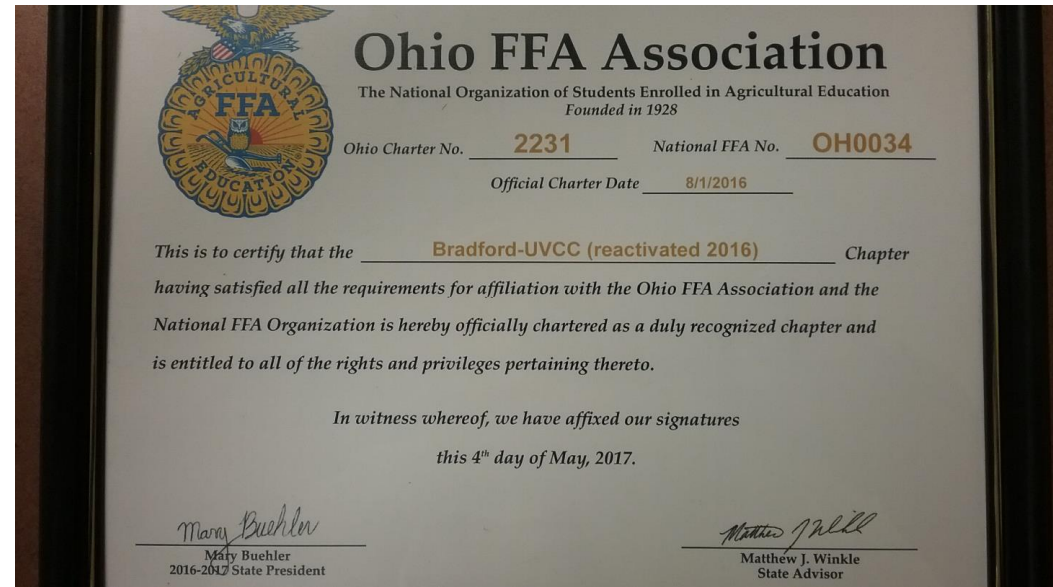 Ohio FFA Association
The National Organization of Students Enrolled in Agricultural Education
Founded in 1928
AGRICULTURAL
FFA
EDUCATION
Ohio Charter No. 2231 National FFA No. OH0034
Official Charter Date 8/1/2016
This is to certify that the Bradford-UVCC (reactivated 2016) Chapter
having satisfied all the requirements for affiliation with the Ohio FFA Association and the
National FFA Organization is hereby officially chartered as a duly recognized chapter and
is entitled to all of the rights and privileges pertaining thereto.
In witness whereof, we have affixed our signatures
this 4th day of May, 2017.
Mary Buehler
Mary Buehler
2016-2017 State President
Matthew J. Winkle
State Advisor